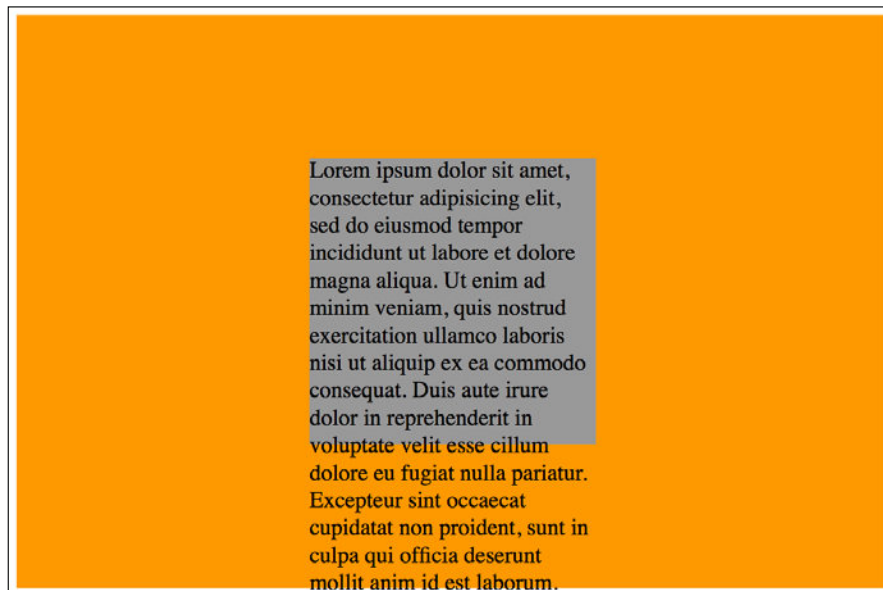 Lorem ipsum dolor sit amet,
consectetur adipisicing elit,
sed do eiusmod tempor
incididunt ut labore et dolore
magna aliqua. Ut enim ad
minim veniam, quis nostrud
exercitation ullamco laboris
nisi ut aliquip ex ea commodo
consequat. Duis aute irure
dolor in reprehenderit in
voluptate velit esse cillum
dolore eu fugiat nulla pariatur.
Excepteur sint occaecat
cupidatat non proident, sunt in
culpa qui officia deserunt
mollit anim id est laborum.